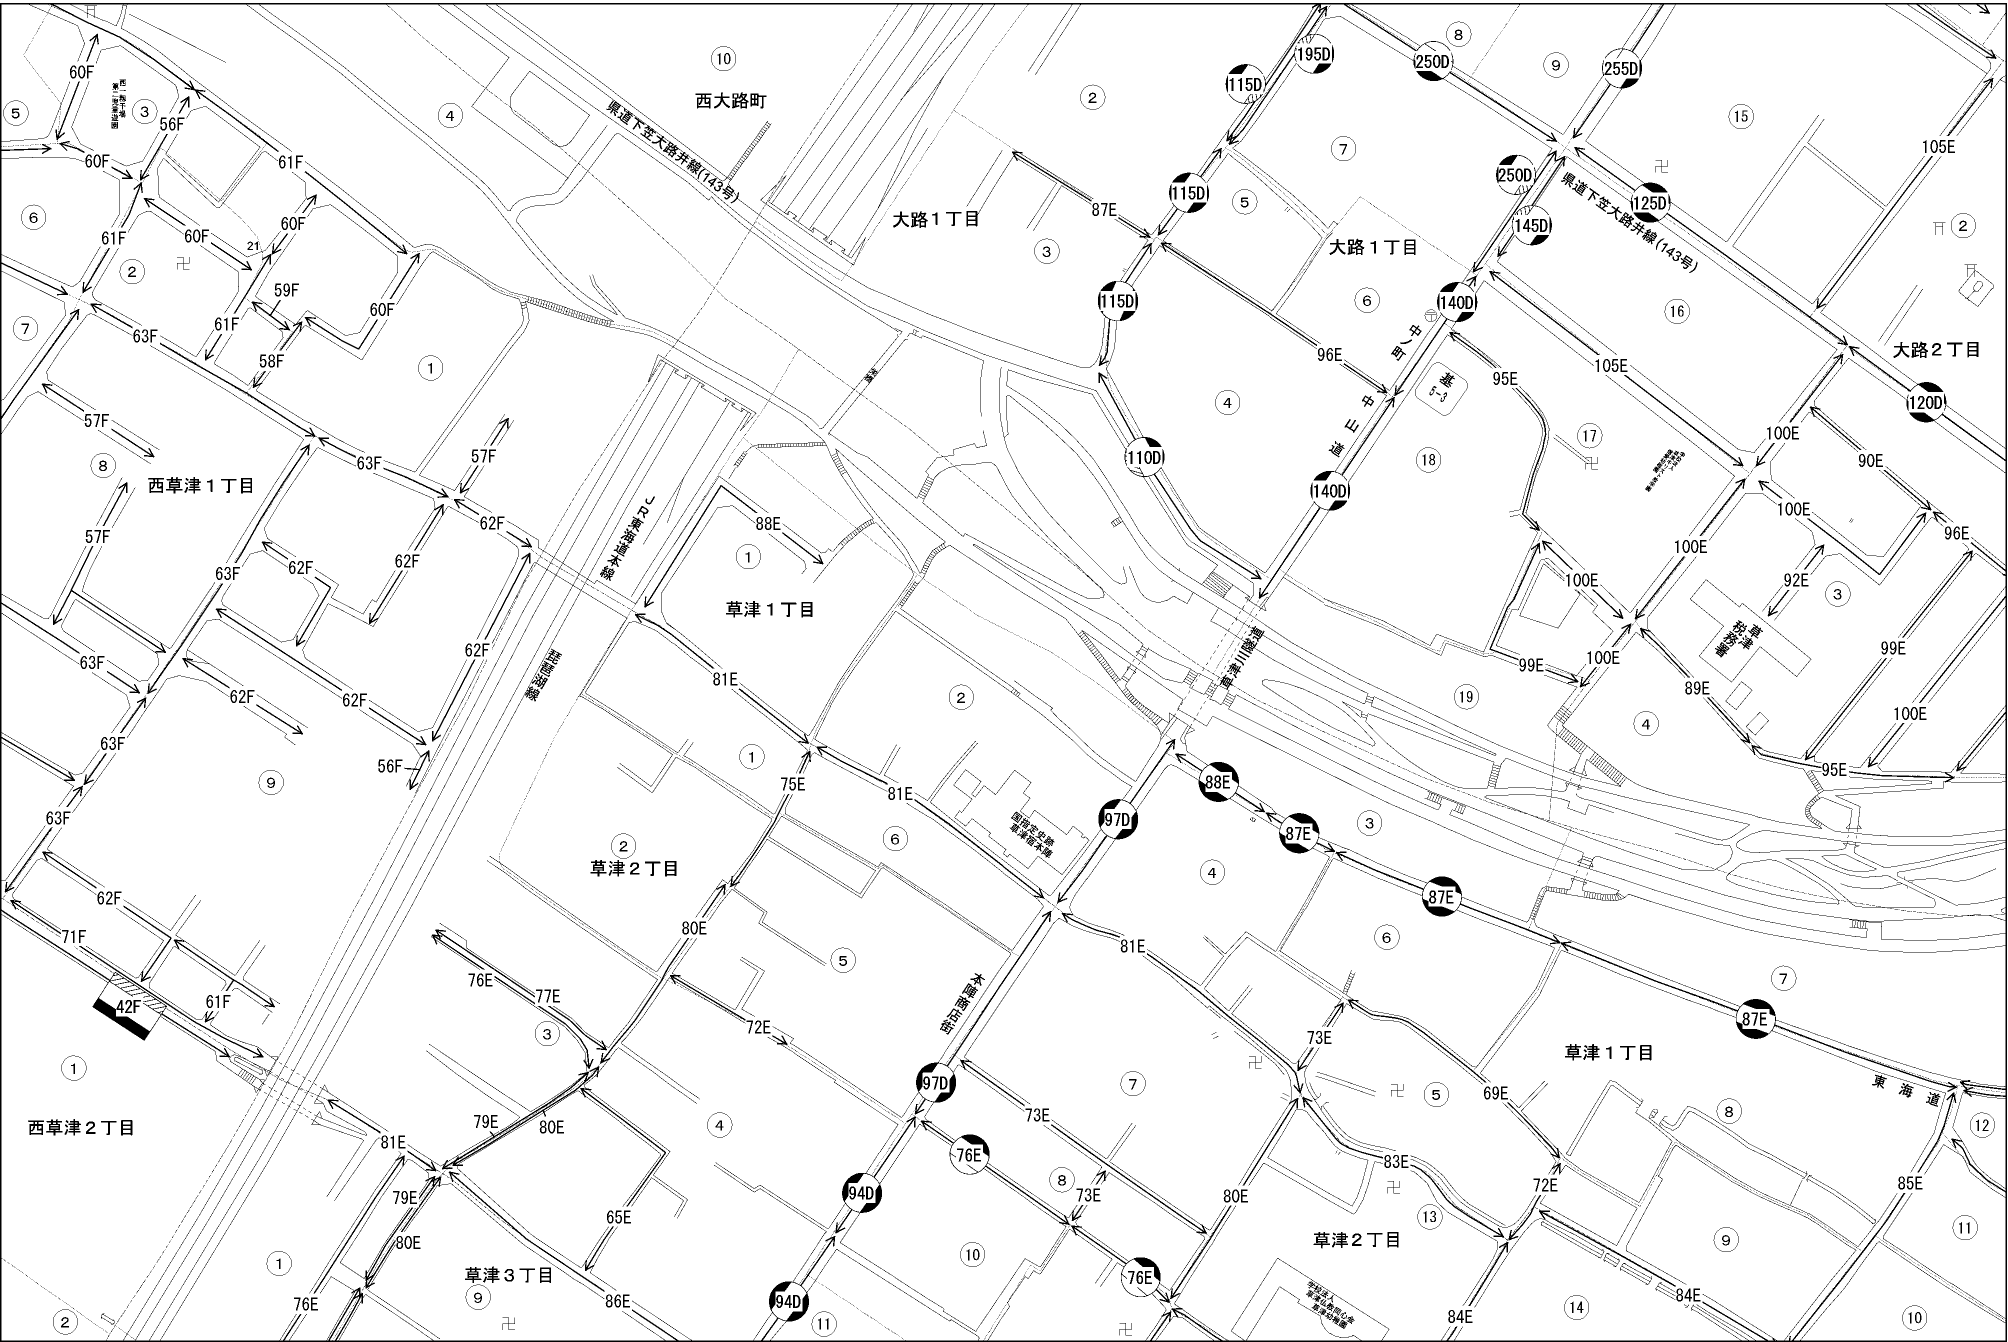 西大路町
県道下笠大路井線(143号)
大路1丁目
大路1丁目
県道下笠大路井線(143号)
大路2丁目
中ノ町
中山道
基
5-3
西草津1丁目
JR東海道本線
琵琶湖線
草津1丁目
草津川隧道
草津
税務署
国指定史跡
草津宿本陣
草津2丁目
本陣商店街
草津1丁目
東海道
西草津2丁目
草津3丁目
草津2丁目
195D
115D
250D
255D
115D
250D
125D
145D
115D
140D
110D
140D
120D
105E
87E
96E
95E
105E
100E
90E
100E
96E
100E
100E
92E
99E
100E
89E
99E
100E
95E
60F
56F
60F
61F
60F
61F
60F
59F
61F
60F
58F
63F
57F
63F
57F
57F
62F
62F
62F
63F
63F
62F
62F
62F
63F
56F
63F
62F
71F
61F
42F
88E
81E
75E
81E
97D
88E
87E
87E
87E
80E
76E
77E
72E
81E
73E
69E
97D
73E
76E
94D
73E
76E
94D
80E
83E
72E
85E
84E
84E
79E
80E
81E
79E
80E
65E
76E
86E
21
5
3
6
2
7
1
8
9
4
10
2
3
7
5
6
4
8
9
15
16
17
18
19
2
3
4
1
2
1
6
2
5
3
4
3
4
6
7
7
5
8
8
12
13
9
11
10
14
10
11
1
1
2
9